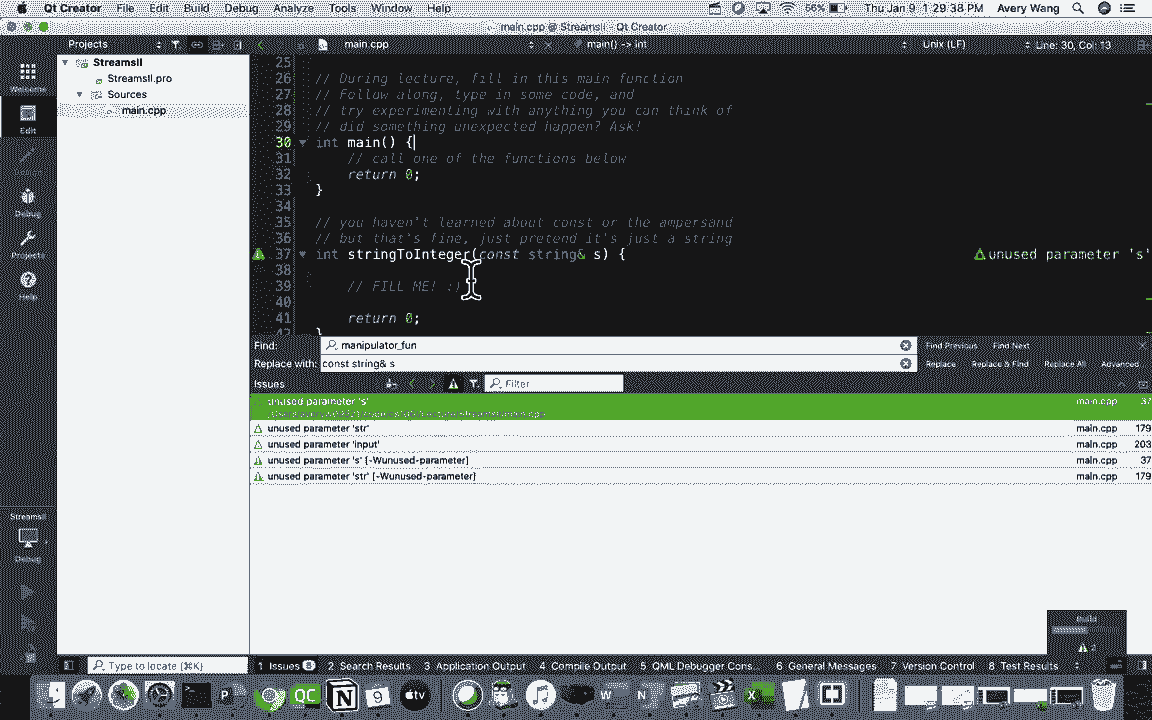 Qt Creator File Edit Build Debug Analyze Tools Window Help 56% Thu Jan 9 1:29:38 PM Avery Wang
main.cpp @ StreamsII - Qt Creator
Projects main.cpp main() -> int Unix (LF) Line: 30, Col: 13
StreamsII
StreamsII.pro
Sources
main.cpp
Welcome
Edit
Design
Debug
Projects
Help
StreamsII
Debug
25
26 // During lecture, fill in this main function
27 // Follow along, type in some code, and
28 // try experimenting with anything you can think of
29 // did something unexpected happen? Ask!
30 int main() {
31 // call one of the functions below
32 return 0;
33 }
34
35 // you haven't learned about const or the ampersand
36 // but that's fine, just pretend it's just a string
37 int stringToInteger(const string& s) { unused parameter 's'
38
39 // FILL ME! :)
40
41 return 0;
42 }
Find: manipulator_fun Find Previous Find Next
Replace with: const string& s Replace Replace & Find Replace All Advanced
Issues Filter
unused parameter 's' main.cpp 37
unused parameter 'str' main.cpp 179
unused parameter 'input' main.cpp 203
unused parameter 's' [-Wunused-parameter] main.cpp 37
unused parameter 'str' [-Wunused-parameter] main.cpp 179
Build
Type to locate (⌘K) 1 Issues 5 2 Search Results 3 Application Output 4 Compile Output 5 QML Debugger Cons... 6 General Messages 7 Version Control 8 Test Results